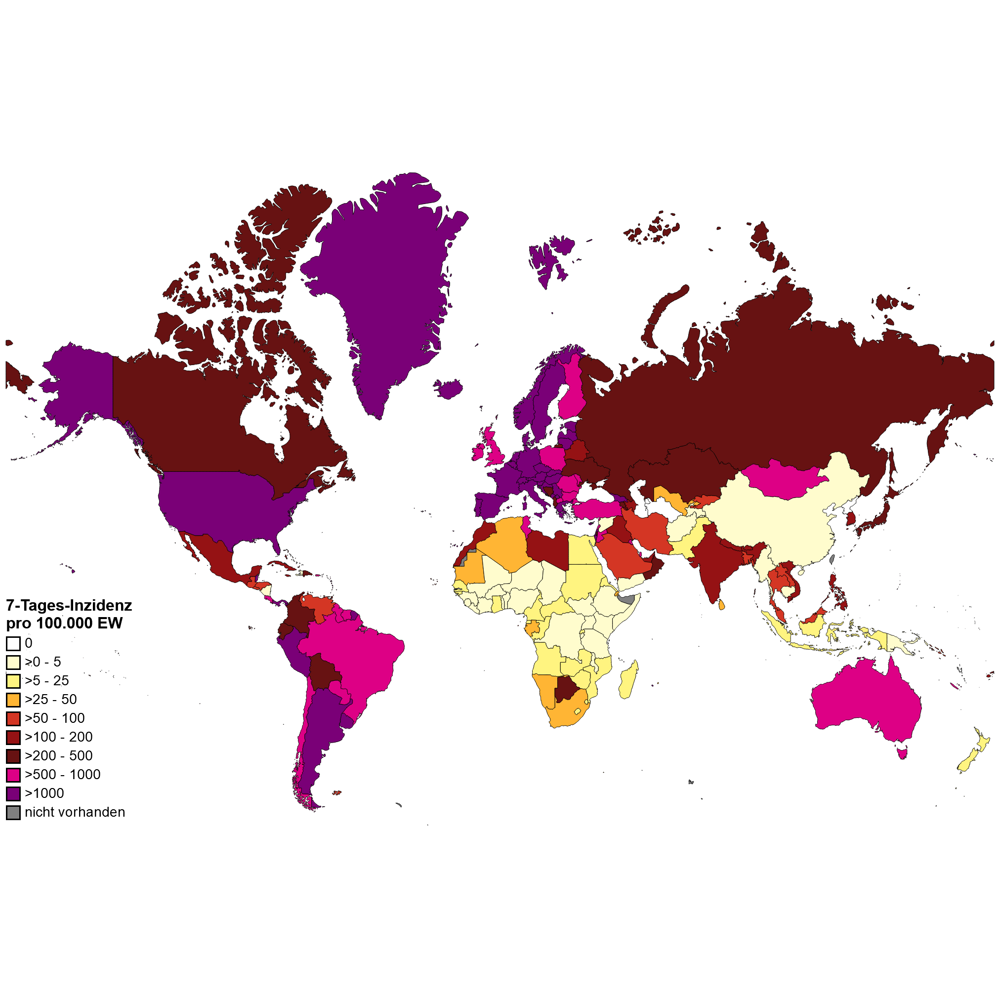 7-Tages-Inzidenz
pro 100.000 EW
0
>0 - 5
>5 - 25
>25 - 50
>50 - 100
>100 - 200
>200 - 500
>500 - 1000
>1000
nicht vorhanden